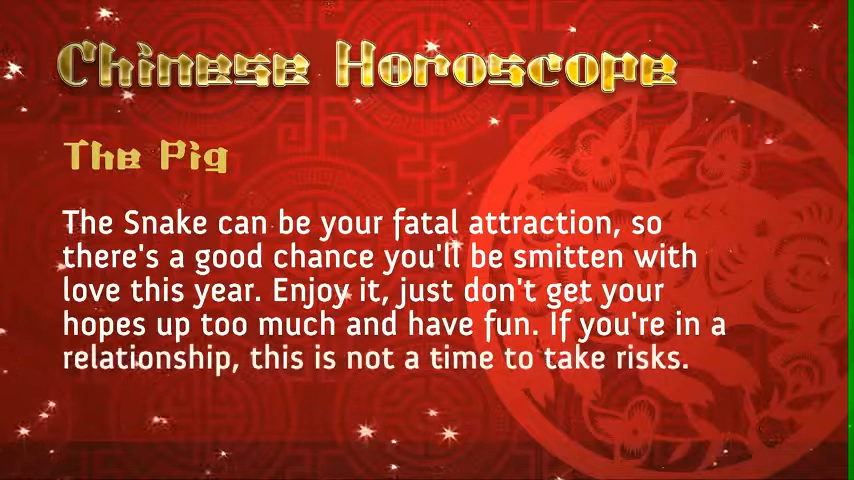 Chinese Horoscope
The Pig
The Snake can be your fatal attraction, so
there's a good chance you'll be smitten with
love this year. Enjoy it, just don't get your
hopes up too much and have fun. If you're in a
relationship, this is not a time to take risks.